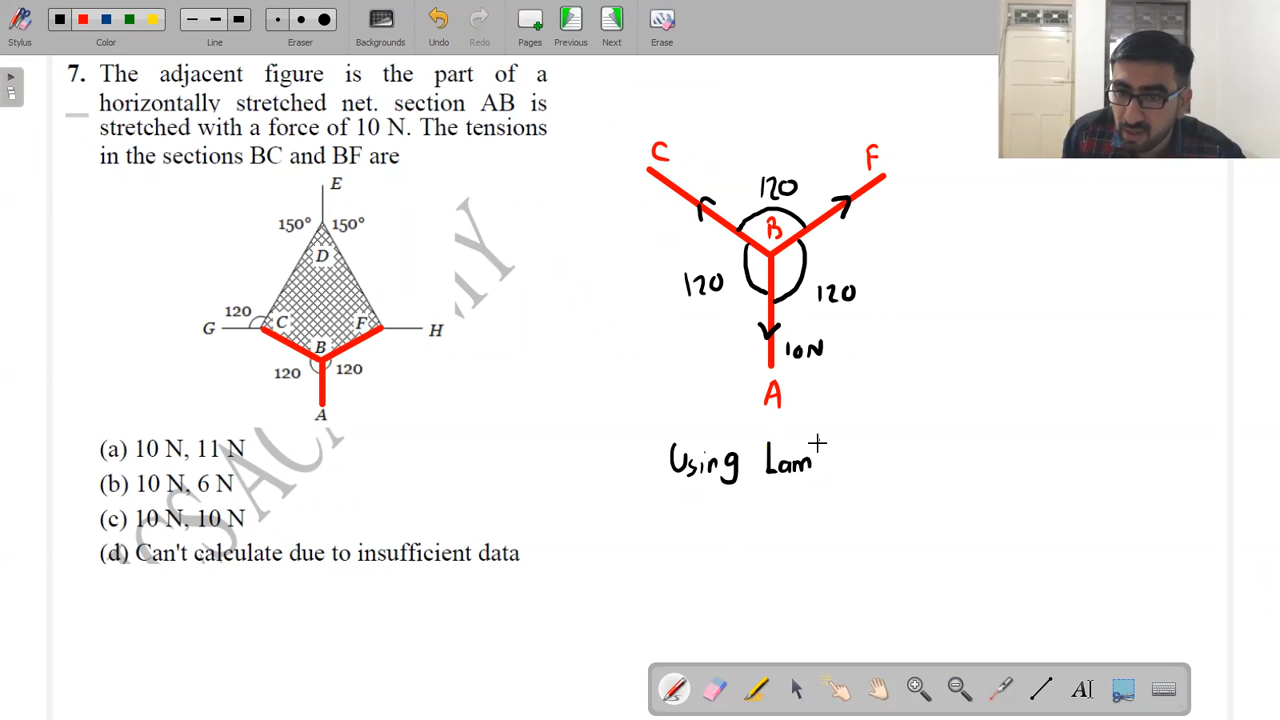 Stylus
Color
Line
Eraser
Backgrounds
Undo
Redo
Pages
Previous
Next
Erase
7. The adjacent figure is the part of a
horizontally stretched net. section AB is
stretched with a force of 10 N. The tensions
in the sections BC and BF are
E
150° 150°
D
120
G C F H
B
120 120
A
(a) 10 N, 11 N
(b) 10 N, 6 N
(c) 10 N, 10 N
(d) Can't calculate due to insufficient data
C F
120
B
120 120
10N
A
Using Lam